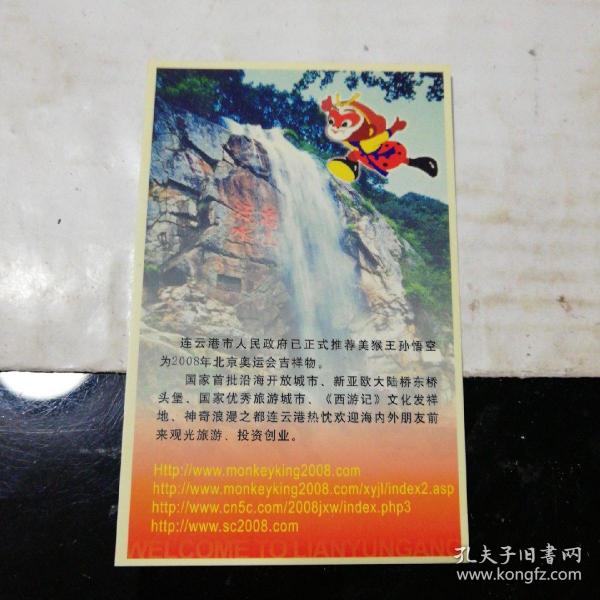 连云港市人民政府已正式推荐美猴王孙悟空
为2008年北京奥运会吉祥物。
国家首批沿海开放城市、新亚欧大陆桥东桥
头堡、国家优秀旅游城市、《西游记》文化发祥
地、神奇浪漫之都连云港热忱欢迎海内外朋友前
来观光旅游、投资创业。
Http://www.monkeyking2008.com
http://www.monkeyking2008.com/xyjl/index2.asp
http://www.cn5c.com/2008jxw/index.php3
http://www.sc2008.com
WELCOME TO LIANYUNGANG
孔夫子旧书网
www.kongfz.com